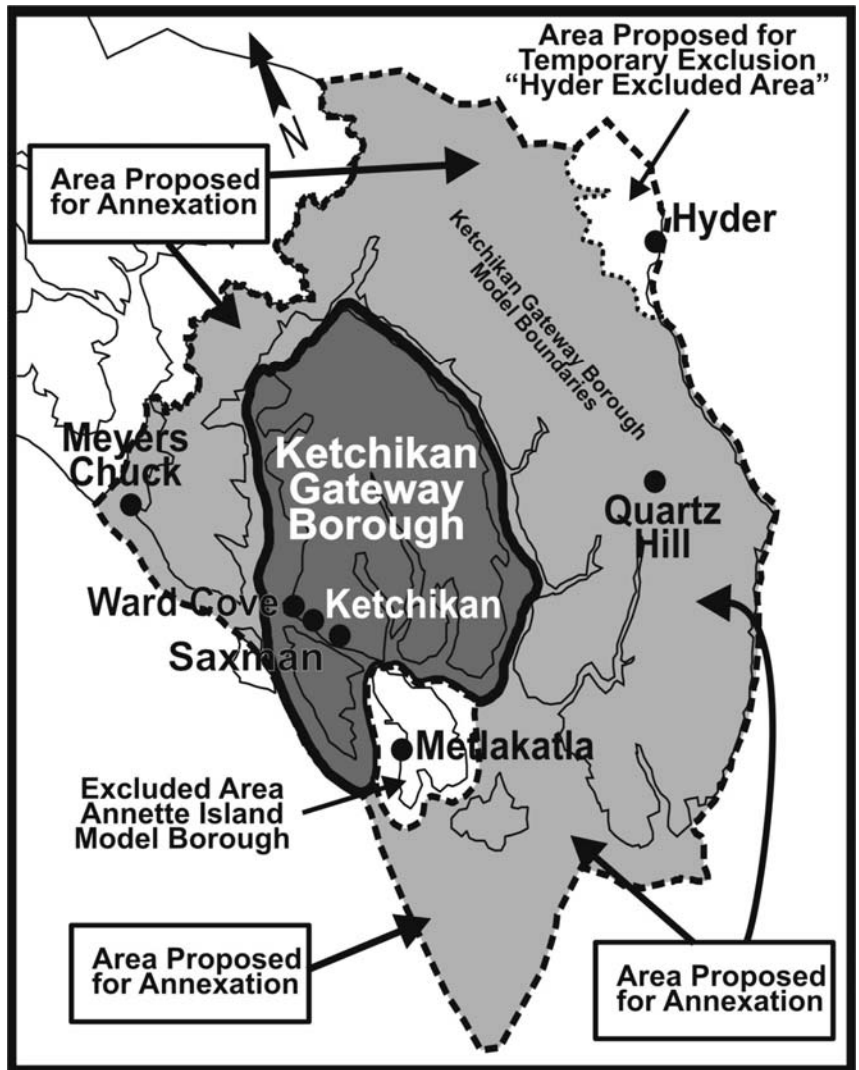 Area Proposed for
Temporary Exclusion
“Hyder Excluded Area”
N
Area Proposed
for Annexation
Hyder
Ketchikan Gateway Borough
Model Boundaries
Meyers
Chuck
Ketchikan
Gateway
Borough
Quartz
Hill
Ward Cove
Ketchikan
Saxman
Metlakatla
Excluded Area
Annette Island
Model Borough
Area Proposed
for Annexation
Area Proposed
for Annexation